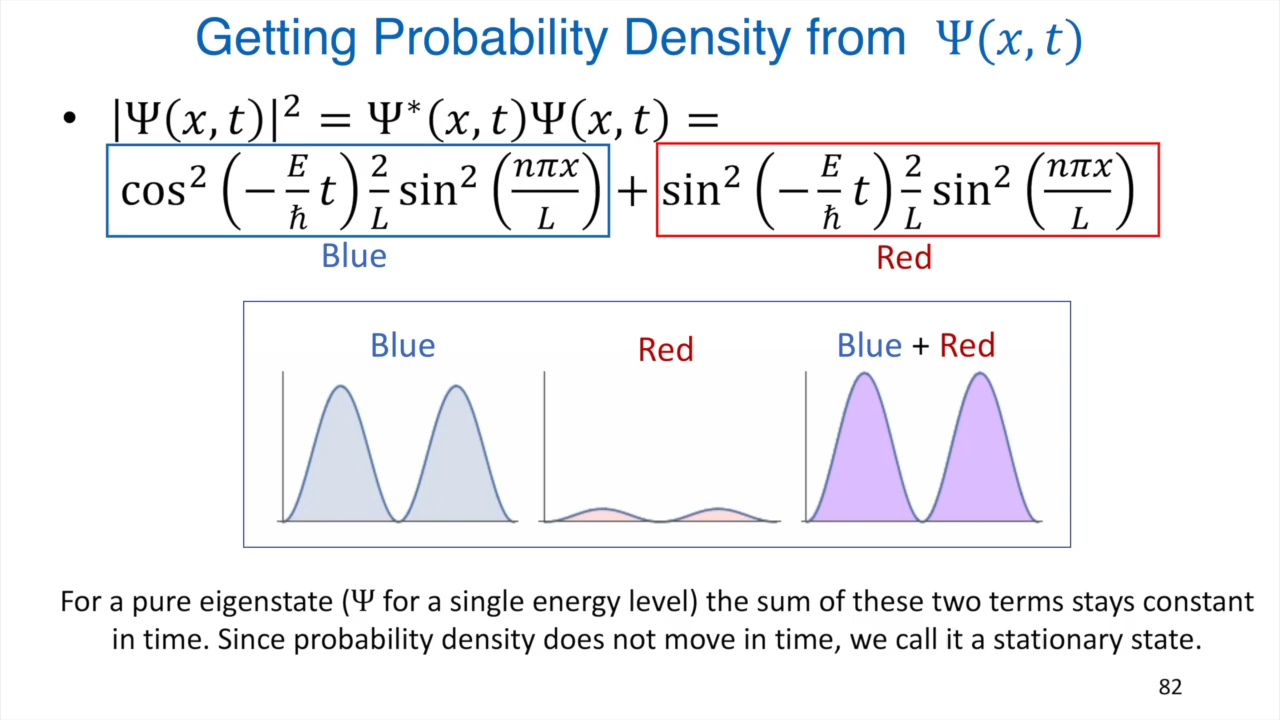 Getting Probability Density from Ψ(x, t)
• |Ψ(x, t)|² = Ψ*(x, t)Ψ(x, t) =
cos² (−E/ħ t) 2/L sin² (nπx/L) + sin² (−E/ħ t) 2/L sin² (nπx/L)
Blue Red
Blue Red Blue + Red
For a pure eigenstate (Ψ for a single energy level) the sum of these two terms stays constant
in time. Since probability density does not move in time, we call it a stationary state.
82